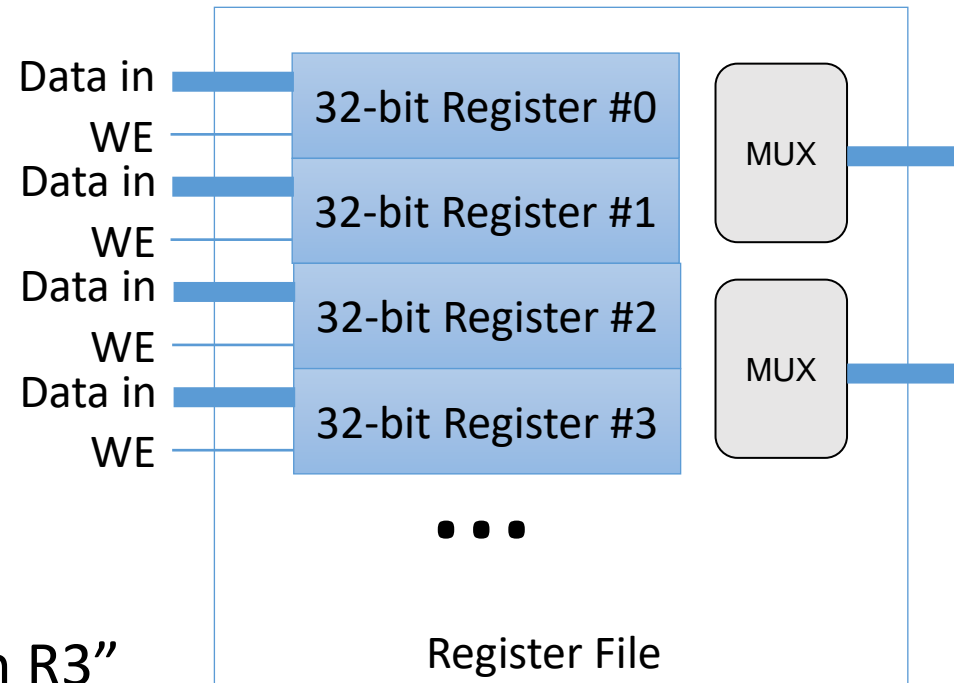 Data in
32-bit Register #0
WE
MUX
Data in
32-bit Register #1
WE
Data in
32-bit Register #2
WE
MUX
Data in
32-bit Register #3
WE
...
Register File
R3”